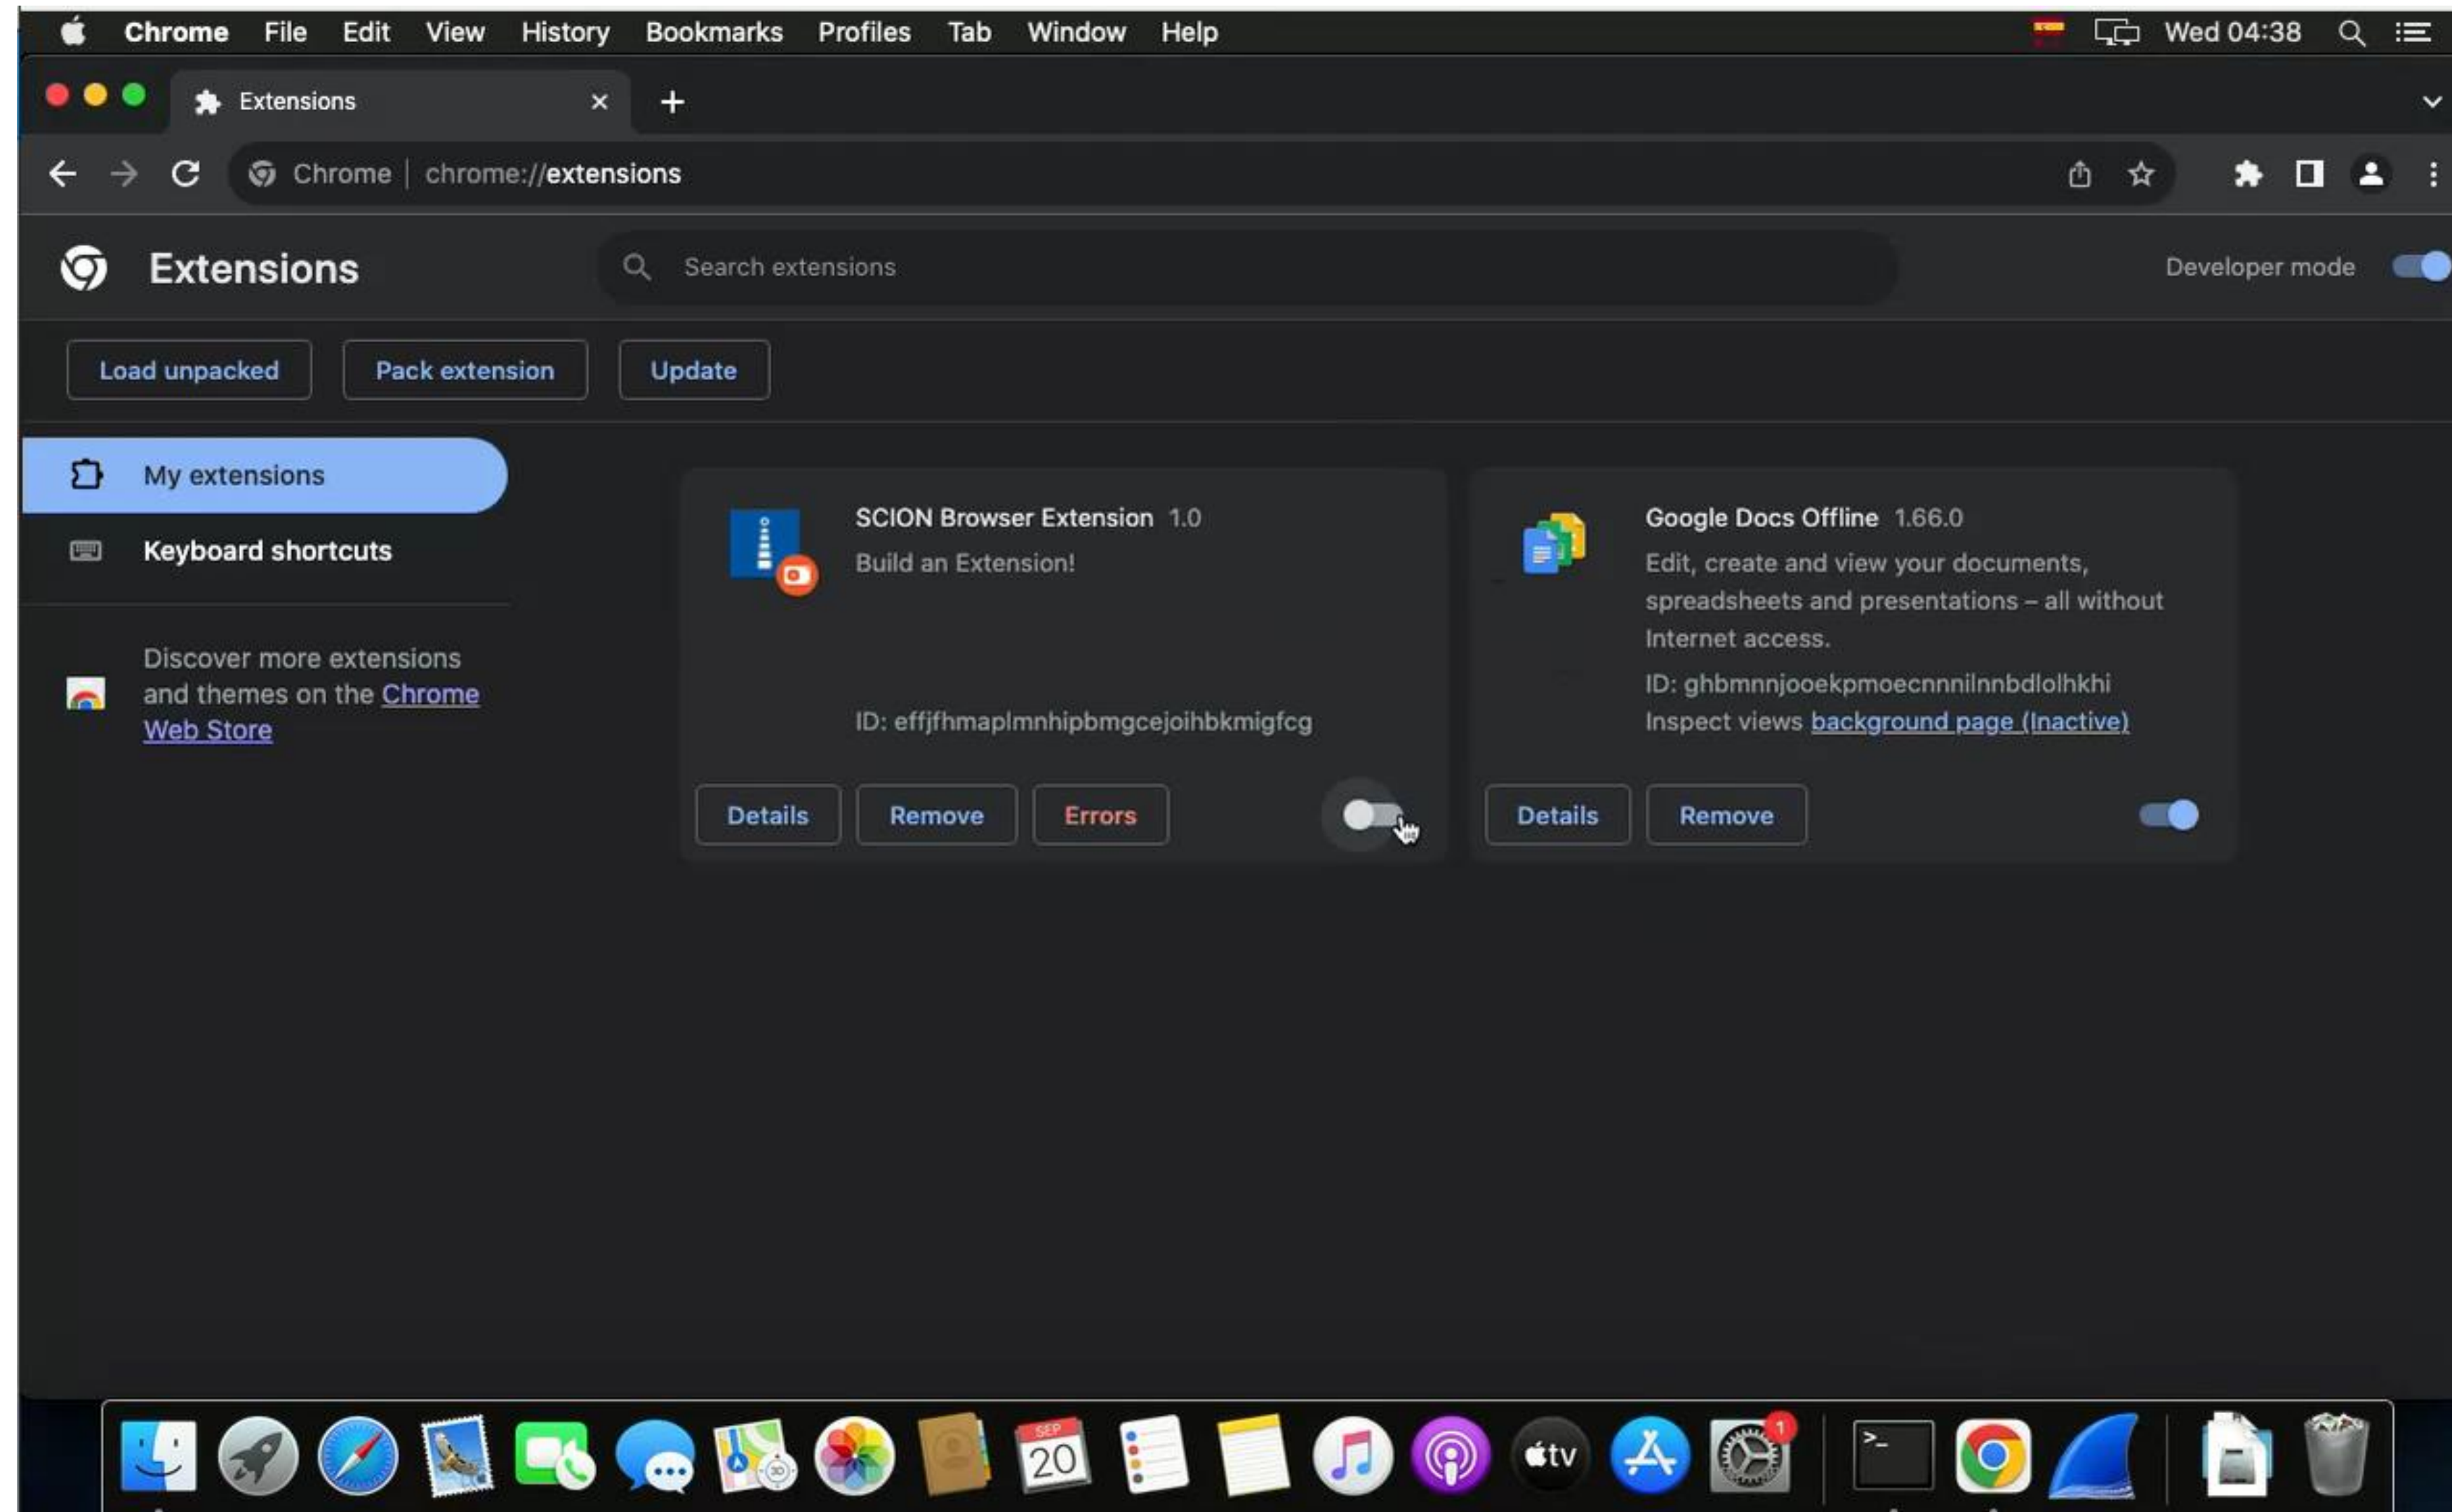 Chrome File Edit View History Bookmarks Profiles Tab Window Help Wed 04:38
Extensions
Chrome | chrome://extensions
Extensions Search extensions Developer mode
Load unpacked Pack extension Update
My extensions
Keyboard shortcuts
Discover more extensions
and themes on the Chrome
Web Store
SCION Browser Extension 1.0
Build an Extension!
ID: effjfhmaplmnhipbmgcejoihbkmigfcg
Details Remove Errors
Google Docs Offline 1.66.0
Edit, create and view your documents,
spreadsheets and presentations – all without
Internet access.
ID: ghbmnnjooekpmoecnnnilnnbdlolhkhi
Inspect views background page (Inactive)
Details Remove
SEP
20
3D
tv
1
>_